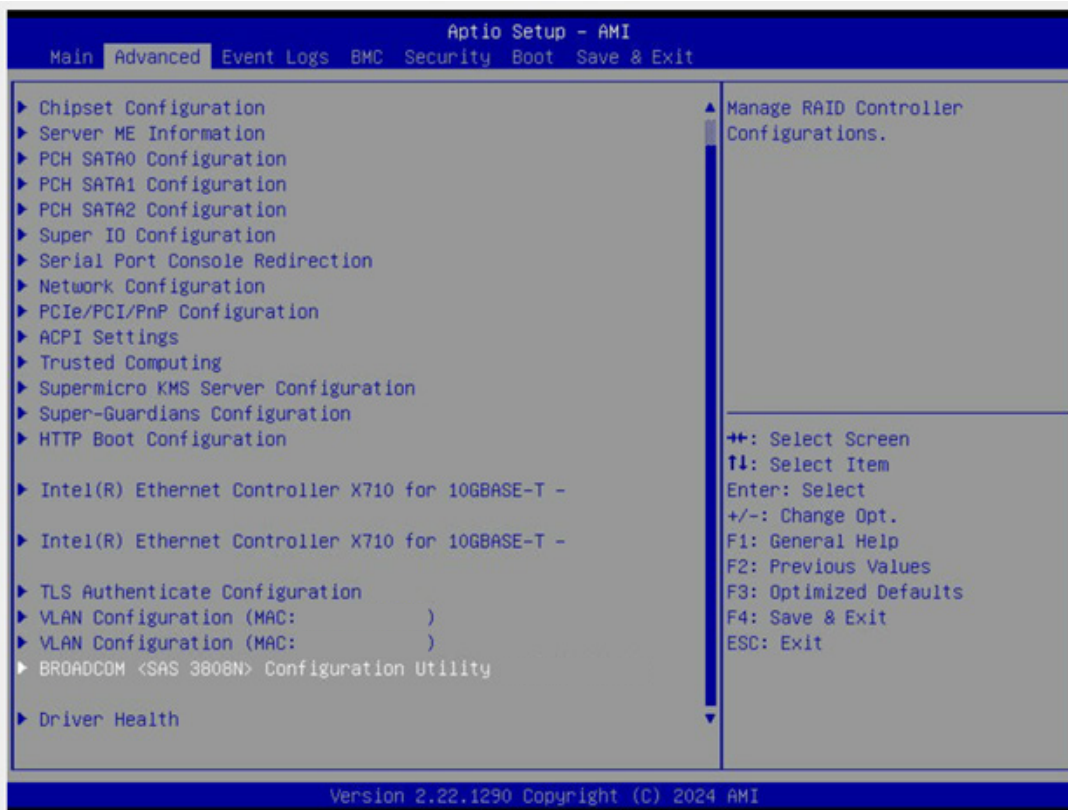 Aptio Setup – AMI
Main Advanced Event Logs BMC Security Boot Save & Exit
▶ Chipset Configuration
▶ Server ME Information
▶ PCH SATA0 Configuration
▶ PCH SATA1 Configuration
▶ PCH SATA2 Configuration
▶ Super IO Configuration
▶ Serial Port Console Redirection
▶ Network Configuration
▶ PCIe/PCI/PnP Configuration
▶ ACPI Settings
▶ Trusted Computing
▶ Supermicro KMS Server Configuration
▶ Super-Guardians Configuration
▶ HTTP Boot Configuration
▶ Intel(R) Ethernet Controller X710 for 10GBASE-T –
▶ Intel(R) Ethernet Controller X710 for 10GBASE-T –
▶ TLS Authenticate Configuration
▶ VLAN Configuration (MAC: )
▶ VLAN Configuration (MAC: )
▶ BROADCOM <SAS 3808N> Configuration Utility
▶ Driver Health
Manage RAID Controller
Configurations.
→←: Select Screen
↑↓: Select Item
Enter: Select
+/-: Change Opt.
F1: General Help
F2: Previous Values
F3: Optimized Defaults
F4: Save & Exit
ESC: Exit
Version 2.22.1290 Copyright (C) 2024 AMI